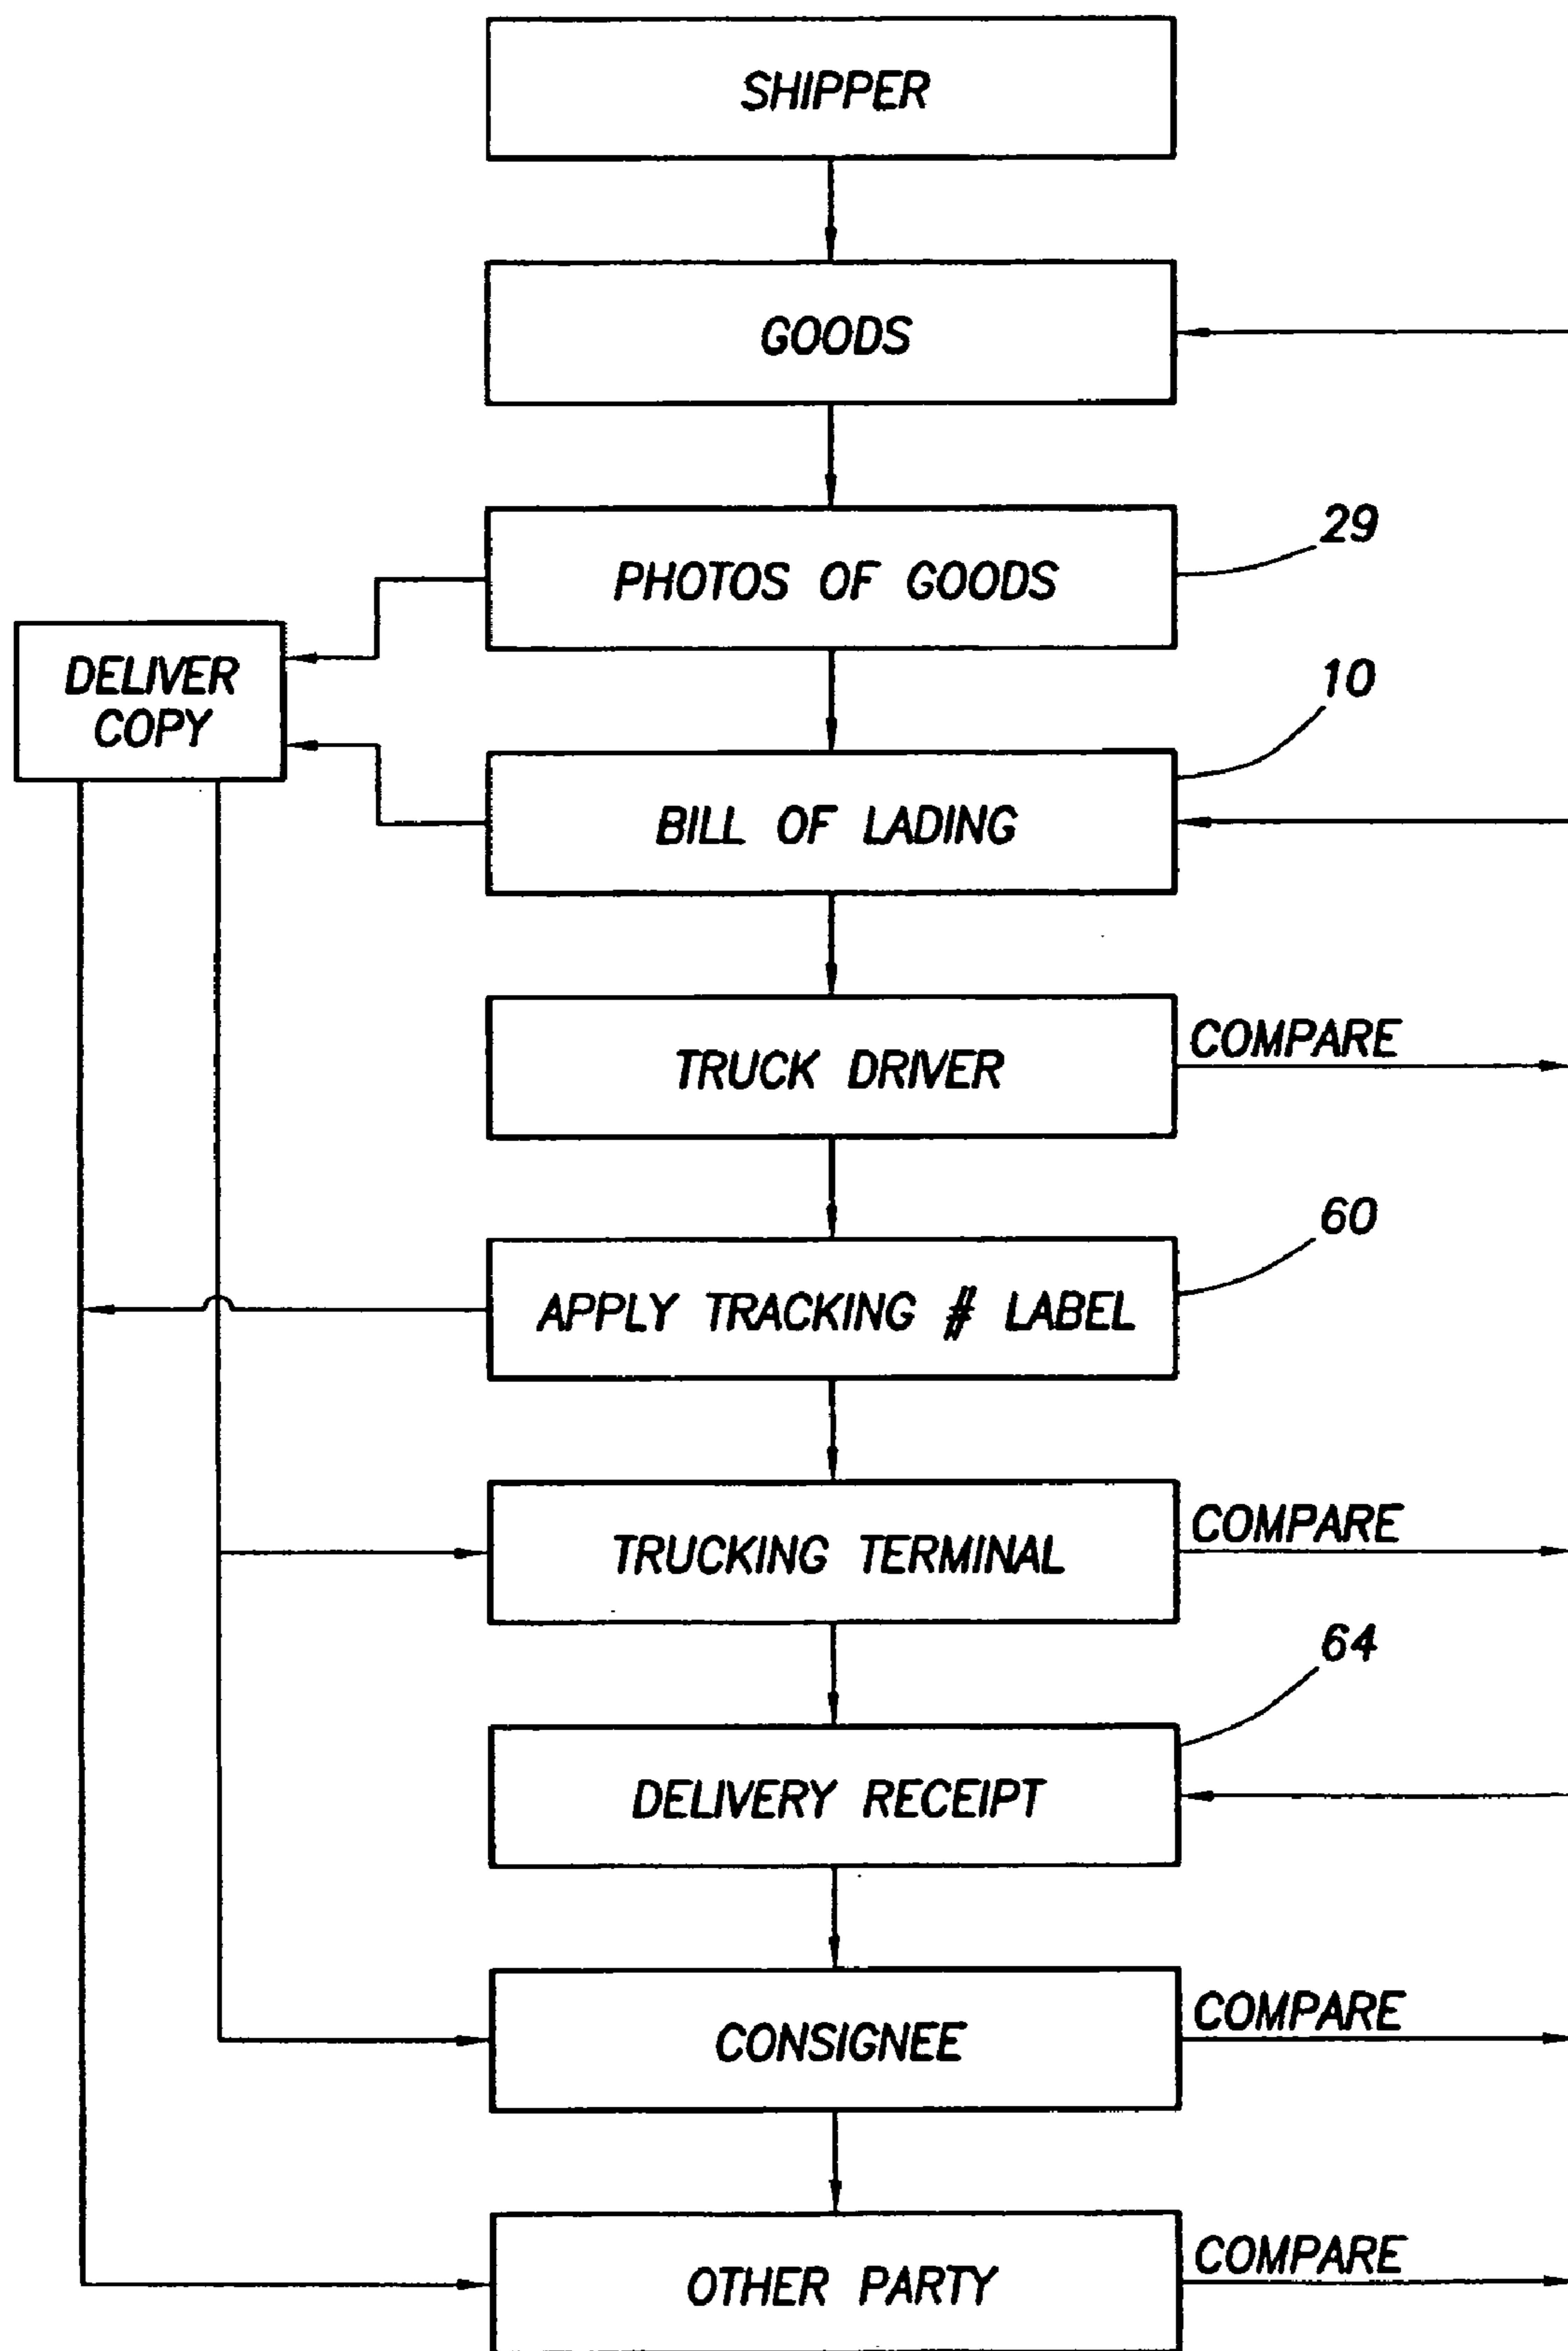 SHIPPER
GOODS
PHOTOS OF GOODS
29
DELIVER
COPY
10
BILL OF LADING
TRUCK DRIVER
COMPARE
60
APPLY TRACKING # LABEL
TRUCKING TERMINAL
COMPARE
64
DELIVERY RECEIPT
CONSIGNEE
COMPARE
OTHER PARTY
COMPARE